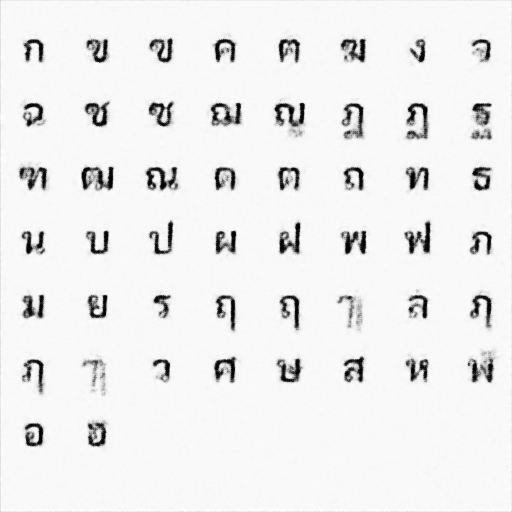 ก ข ฃ ค ฅ ฆ ง จ
ฉ ช ซ ฌ ญ ฎ ฏ ฐ
ฑ ฒ ณ ด ต ถ ท ธ
น บ ป ผ ฝ พ ฟ ภ
ม ย ร ฤ ฤ ล ฦ
ฦ ว ศ ษ ส ห ฬ
อ ฮ